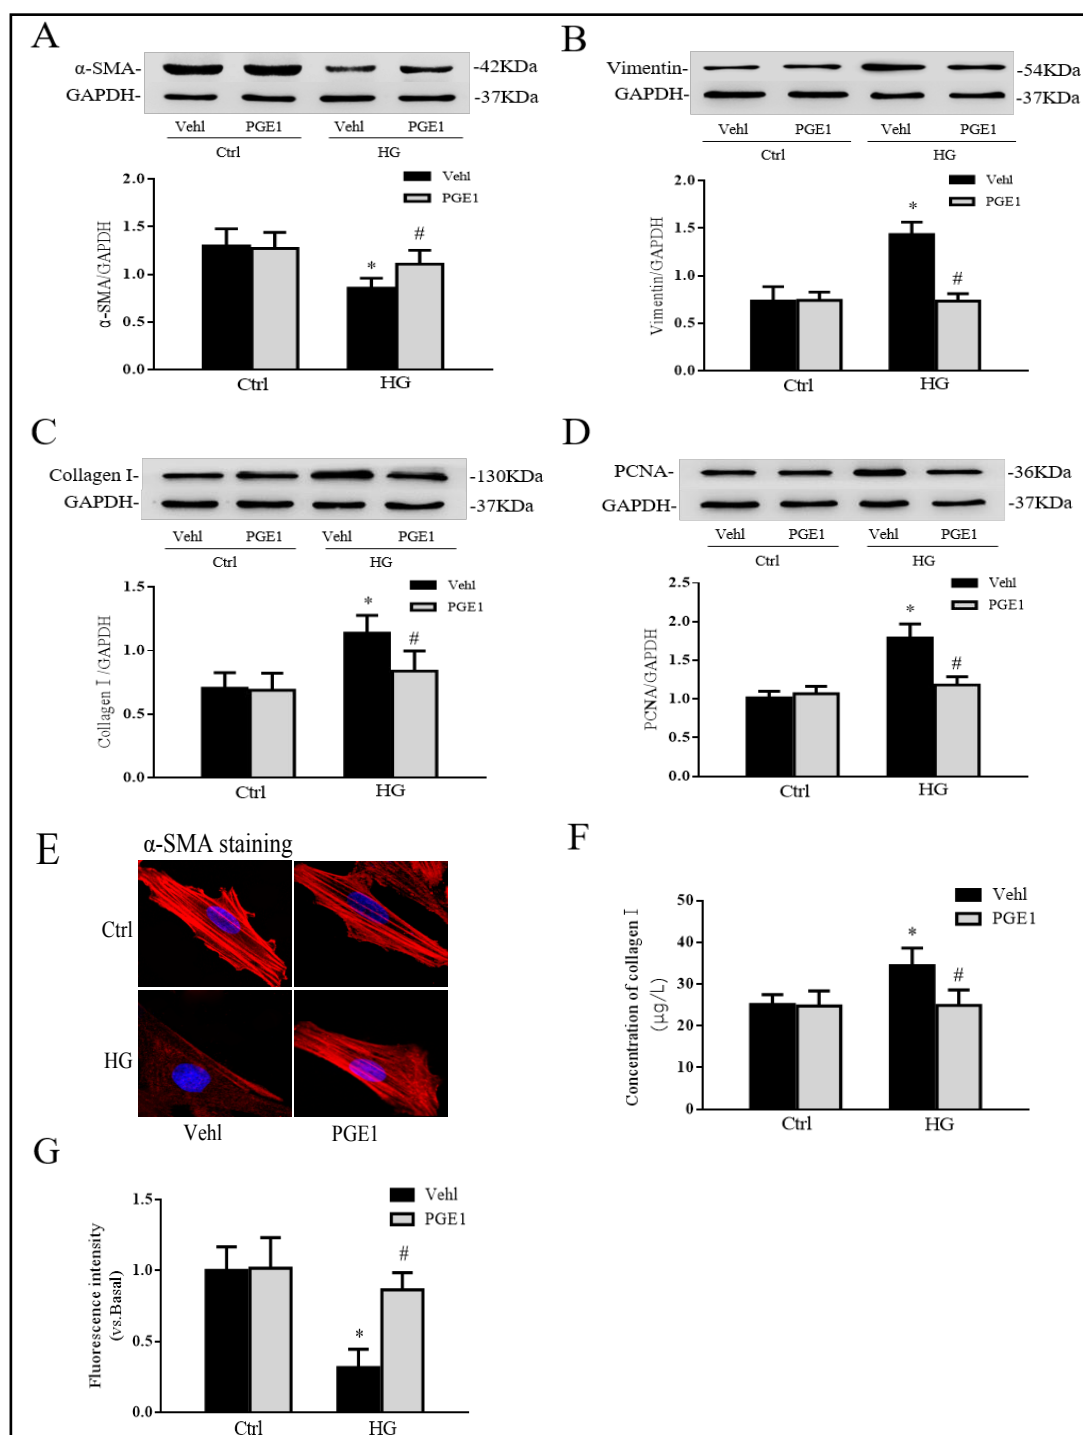 A
α-SMA-
-42KDa
GAPDH-
-37KDa
Vehl PGE1 Vehl PGE1
Ctrl HG
2.0
1.5
1.0
0.5
0.0
α-SMA/GAPDH
Vehl
PGE1
*
#
Ctrl HG
B
Vimentin-
-54KDa
GAPDH-
-37KDa
Vehl PGE1 Vehl PGE1
Ctrl HG
2.0
1.5
1.0
0.5
0.0
Vimentin/GAPDH
Vehl
PGE1
*
#
Ctrl HG
C
Collagen I-
-130KDa
GAPDH-
-37KDa
Vehl PGE1 Vehl PGE1
Ctrl HG
1.5
1.0
0.5
0.0
Collagen I/GAPDH
Vehl
PGE1
*
#
Ctrl HG
D
PCNA-
-36KDa
GAPDH-
-37KDa
Vehl PGE1 Vehl PGE1
Ctrl HG
2.5
2.0
1.5
1.0
0.5
0.0
PCNA/GAPDH
Vehl
PGE1
*
#
Ctrl HG
E
α-SMA staining
Ctrl
HG
Vehl PGE1
F
50
40
30
20
10
0
Concentration of collagen I
(μg/L)
Vehl
PGE1
*
#
Ctrl HG
G
1.5
1.0
0.5
0.0
Fluorescence intensity
(vs.Basal)
Vehl
PGE1
*
#
Ctrl HG